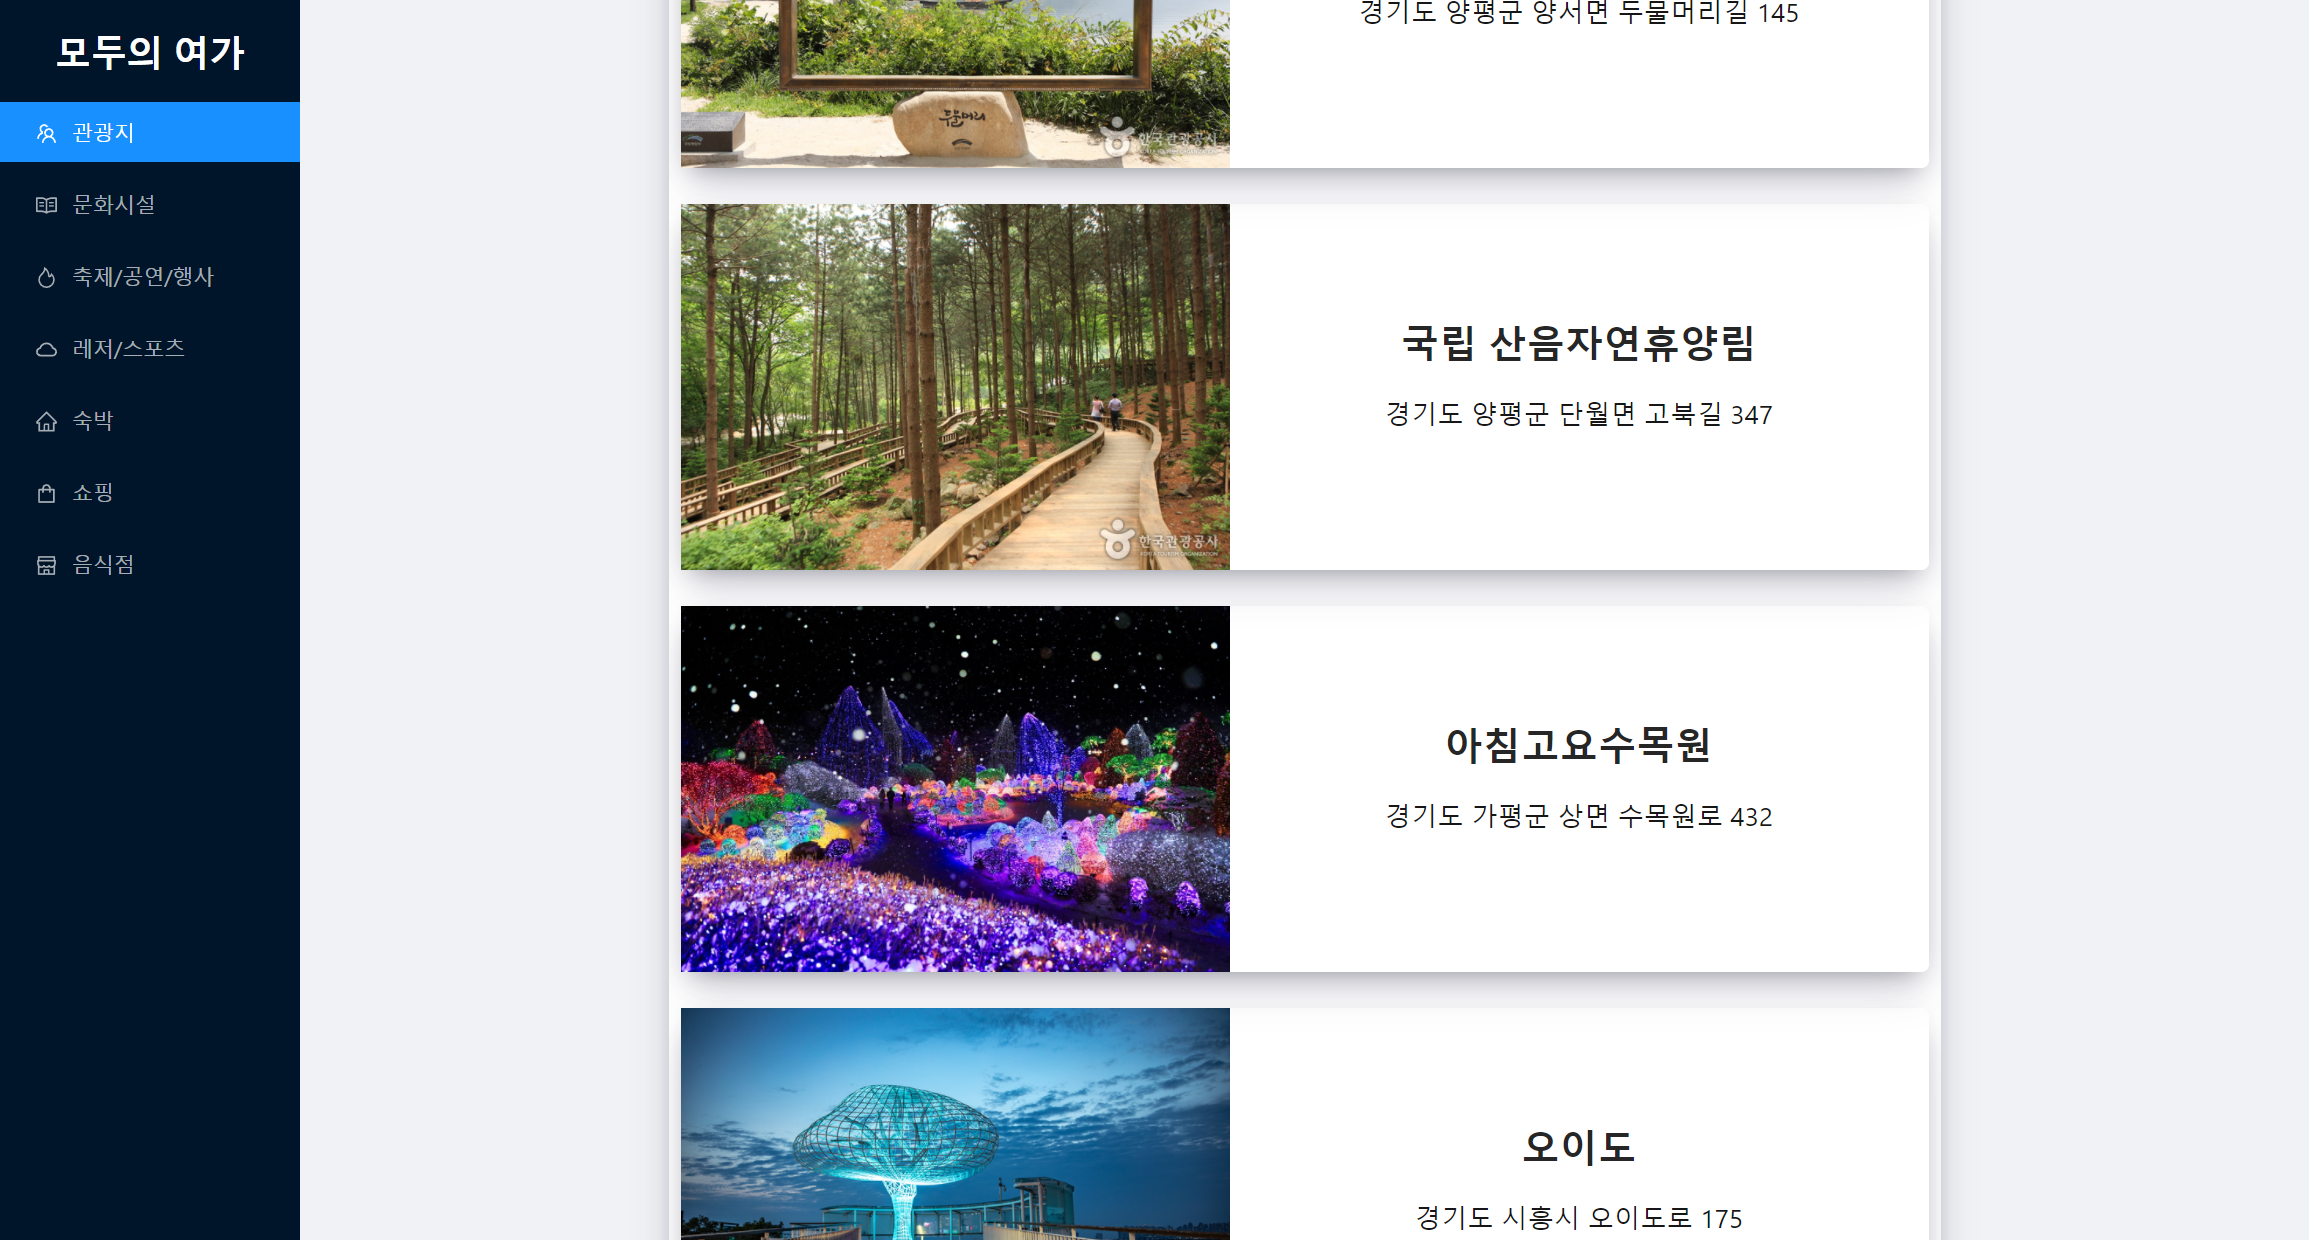 모두의 여가
관광지
문화시설
축제/공연/행사
레저/스포츠
숙박
쇼핑
음식점
경기도 양평군 양서면 두물머리길 145
두물머리
한국관광공사
국립 산음자연휴양림
경기도 양평군 단월면 고북길 347
한국관광공사
KOREA TOURISM ORGANIZATION
아침고요수목원
경기도 가평군 상면 수목원로 432
오이도
경기도 시흥시 오이도로 175